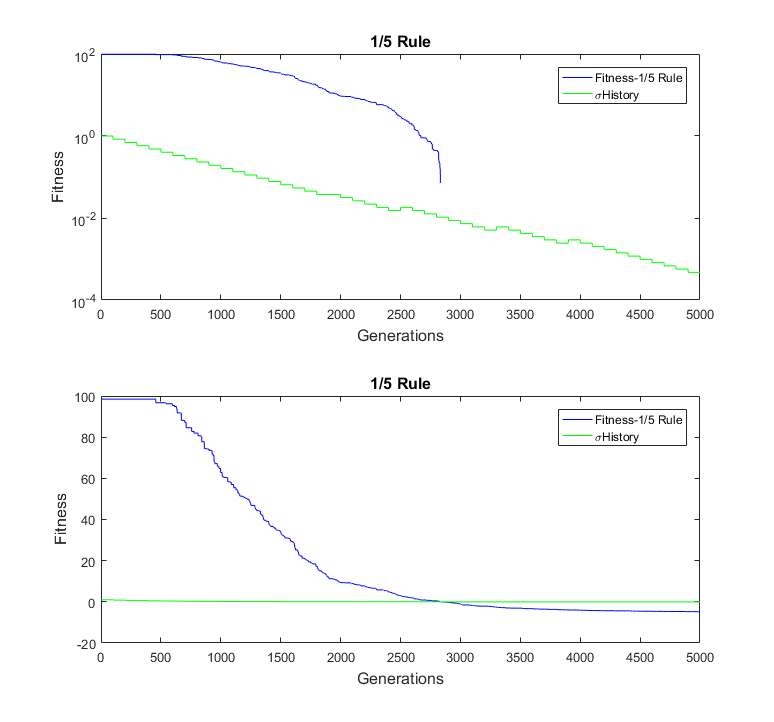 1/5 Rule
10^2
10^0
10^-2
10^-4
Fitness
Fitness-1/5 Rule
σHistory
0 500 1000 1500 2000 2500 3000 3500 4000 4500 5000
Generations
1/5 Rule
100
80
60
40
20
0
-20
Fitness
Fitness-1/5 Rule
σHistory
0 500 1000 1500 2000 2500 3000 3500 4000 4500 5000
Generations